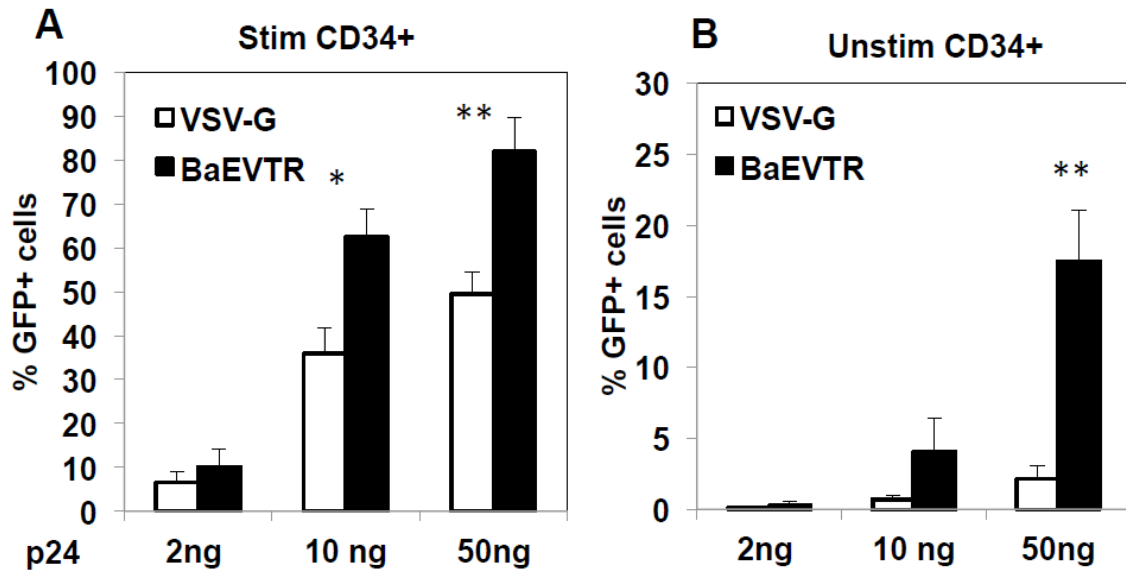 A
Stim CD34+
100
90
80
70
60
50
40
30
20
10
0
% GFP+ cells
VSV-G
BaEVTR
*
**
p24 2ng 10 ng 50ng
B
Unstim CD34+
30
25
20
15
10
5
0
% GFP+ cells
VSV-G
BaEVTR
**
2ng 10 ng 50ng